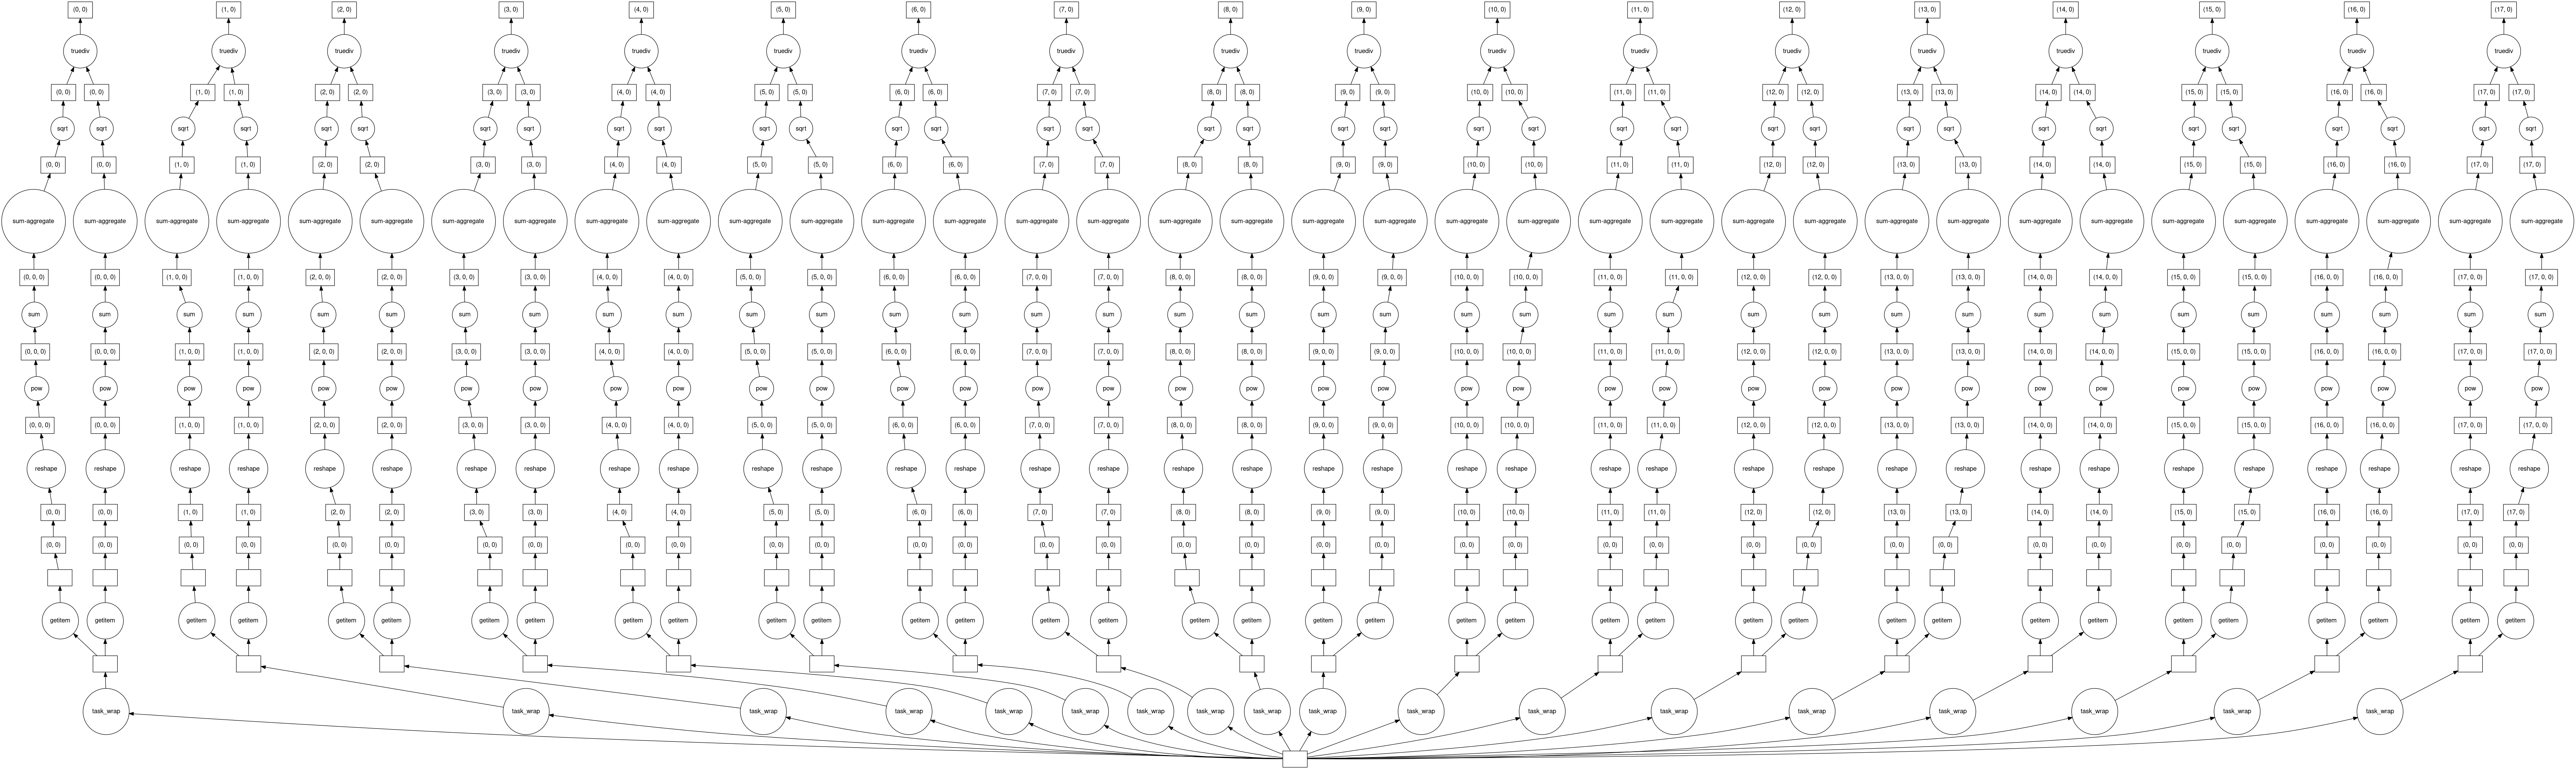 (0, 0) (1, 0) (2, 0) (3, 0) (4, 0) (5, 0) (6, 0) (7, 0) (8, 0) (9, 0) (10, 0) (11, 0) (12, 0) (13, 0) (14, 0) (15, 0) (16, 0) (17, 0)
truediv truediv truediv truediv truediv truediv truediv truediv truediv truediv truediv truediv truediv truediv truediv truediv truediv truediv
(0, 0) (0, 0) (1, 0) (1, 0) (2, 0) (2, 0) (3, 0) (3, 0) (4, 0) (4, 0) (5, 0) (5, 0) (6, 0) (6, 0) (7, 0) (7, 0) (8, 0) (8, 0) (9, 0) (9, 0) (10, 0) (10, 0) (11, 0) (11, 0) (12, 0) (12, 0) (13, 0) (13, 0) (14, 0) (14, 0) (15, 0) (15, 0) (16, 0) (16, 0) (17, 0) (17, 0)
sqrt sqrt sqrt sqrt sqrt sqrt sqrt sqrt sqrt sqrt sqrt sqrt sqrt sqrt sqrt sqrt sqrt sqrt sqrt sqrt sqrt sqrt sqrt sqrt sqrt sqrt sqrt sqrt sqrt sqrt sqrt sqrt sqrt sqrt sqrt sqrt
(0, 0) (0, 0) (1, 0) (1, 0) (2, 0) (2, 0) (3, 0) (3, 0) (4, 0) (4, 0) (5, 0) (5, 0) (6, 0) (6, 0) (7, 0) (7, 0) (8, 0) (8, 0) (9, 0) (9, 0) (10, 0) (10, 0) (11, 0) (11, 0) (12, 0) (12, 0) (13, 0) (13, 0) (14, 0) (14, 0) (15, 0) (15, 0) (16, 0) (16, 0) (17, 0) (17, 0)
sum-aggregate sum-aggregate sum-aggregate sum-aggregate sum-aggregate sum-aggregate sum-aggregate sum-aggregate sum-aggregate sum-aggregate sum-aggregate sum-aggregate sum-aggregate sum-aggregate sum-aggregate sum-aggregate sum-aggregate sum-aggregate sum-aggregate sum-aggregate sum-aggregate sum-aggregate sum-aggregate sum-aggregate sum-aggregate sum-aggregate sum-aggregate sum-aggregate sum-aggregate sum-aggregate sum-aggregate sum-aggregate sum-aggregate sum-aggregate sum-aggregate sum-aggregate
(0, 0, 0) (0, 0, 0) (1, 0, 0) (1, 0, 0) (2, 0, 0) (2, 0, 0) (3, 0, 0) (3, 0, 0) (4, 0, 0) (4, 0, 0) (5, 0, 0) (5, 0, 0) (6, 0, 0) (6, 0, 0) (7, 0, 0) (7, 0, 0) (8, 0, 0) (8, 0, 0) (9, 0, 0) (9, 0, 0) (10, 0, 0) (10, 0, 0) (11, 0, 0) (11, 0, 0) (12, 0, 0) (12, 0, 0) (13, 0, 0) (13, 0, 0) (14, 0, 0) (14, 0, 0) (15, 0, 0) (15, 0, 0) (16, 0, 0) (16, 0, 0) (17, 0, 0) (17, 0, 0)
sum sum sum sum sum sum sum sum sum sum sum sum sum sum sum sum sum sum sum sum sum sum sum sum sum sum sum sum sum sum sum sum sum sum sum sum
(0, 0, 0) (0, 0, 0) (1, 0, 0) (1, 0, 0) (2, 0, 0) (2, 0, 0) (3, 0, 0) (3, 0, 0) (4, 0, 0) (4, 0, 0) (5, 0, 0) (5, 0, 0) (6, 0, 0) (6, 0, 0) (7, 0, 0) (7, 0, 0) (8, 0, 0) (8, 0, 0) (9, 0, 0) (9, 0, 0) (10, 0, 0) (10, 0, 0) (11, 0, 0) (11, 0, 0) (12, 0, 0) (12, 0, 0) (13, 0, 0) (13, 0, 0) (14, 0, 0) (14, 0, 0) (15, 0, 0) (15, 0, 0) (16, 0, 0) (16, 0, 0) (17, 0, 0) (17, 0, 0)
pow pow pow pow pow pow pow pow pow pow pow pow pow pow pow pow pow pow pow pow pow pow pow pow pow pow pow pow pow pow pow pow pow pow pow pow
(0, 0, 0) (0, 0, 0) (1, 0, 0) (1, 0, 0) (2, 0, 0) (2, 0, 0) (3, 0, 0) (3, 0, 0) (4, 0, 0) (4, 0, 0) (5, 0, 0) (5, 0, 0) (6, 0, 0) (6, 0, 0) (7, 0, 0) (7, 0, 0) (8, 0, 0) (8, 0, 0) (9, 0, 0) (9, 0, 0) (10, 0, 0) (10, 0, 0) (11, 0, 0) (11, 0, 0) (12, 0, 0) (12, 0, 0) (13, 0, 0) (13, 0, 0) (14, 0, 0) (14, 0, 0) (15, 0, 0) (15, 0, 0) (16, 0, 0) (16, 0, 0) (17, 0, 0) (17, 0, 0)
reshape reshape reshape reshape reshape reshape reshape reshape reshape reshape reshape reshape reshape reshape reshape reshape reshape reshape reshape reshape reshape reshape reshape reshape reshape reshape reshape reshape reshape reshape reshape reshape reshape reshape reshape reshape
(0, 0) (0, 0) (1, 0) (1, 0) (2, 0) (2, 0) (3, 0) (3, 0) (4, 0) (4, 0) (5, 0) (5, 0) (6, 0) (6, 0) (7, 0) (7, 0) (8, 0) (8, 0) (9, 0) (9, 0) (10, 0) (10, 0) (11, 0) (11, 0) (12, 0) (12, 0) (13, 0) (13, 0) (14, 0) (14, 0) (15, 0) (15, 0) (16, 0) (16, 0) (17, 0) (17, 0)
(0, 0) (0, 0) (0, 0) (0, 0) (0, 0) (0, 0) (0, 0) (0, 0) (0, 0) (0, 0) (0, 0) (0, 0) (0, 0) (0, 0) (0, 0) (0, 0) (0, 0) (0, 0) (0, 0) (0, 0) (0, 0) (0, 0) (0, 0) (0, 0) (0, 0) (0, 0) (0, 0) (0, 0) (0, 0) (0, 0) (0, 0) (0, 0) (0, 0) (0, 0) (0, 0) (0, 0)
getitem getitem getitem getitem getitem getitem getitem getitem getitem getitem getitem getitem getitem getitem getitem getitem getitem getitem getitem getitem getitem getitem getitem getitem getitem getitem getitem getitem getitem getitem getitem getitem getitem getitem getitem getitem
task_wrap task_wrap task_wrap task_wrap task_wrap task_wrap task_wrap task_wrap task_wrap task_wrap task_wrap task_wrap task_wrap task_wrap task_wrap task_wrap task_wrap task_wrap